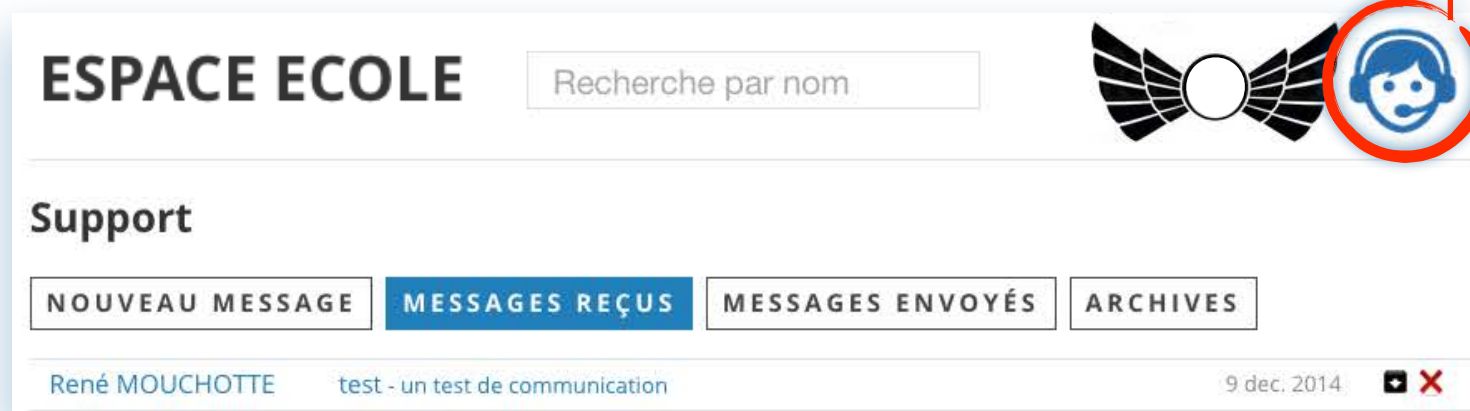 ESPACE ECOLE Recherche par nom
Support
NOUVEAU MESSAGE MESSAGES REÇUS MESSAGES ENVOYÉS ARCHIVES
René MOUCHOTTE test - un test de communication 9 dec. 2014